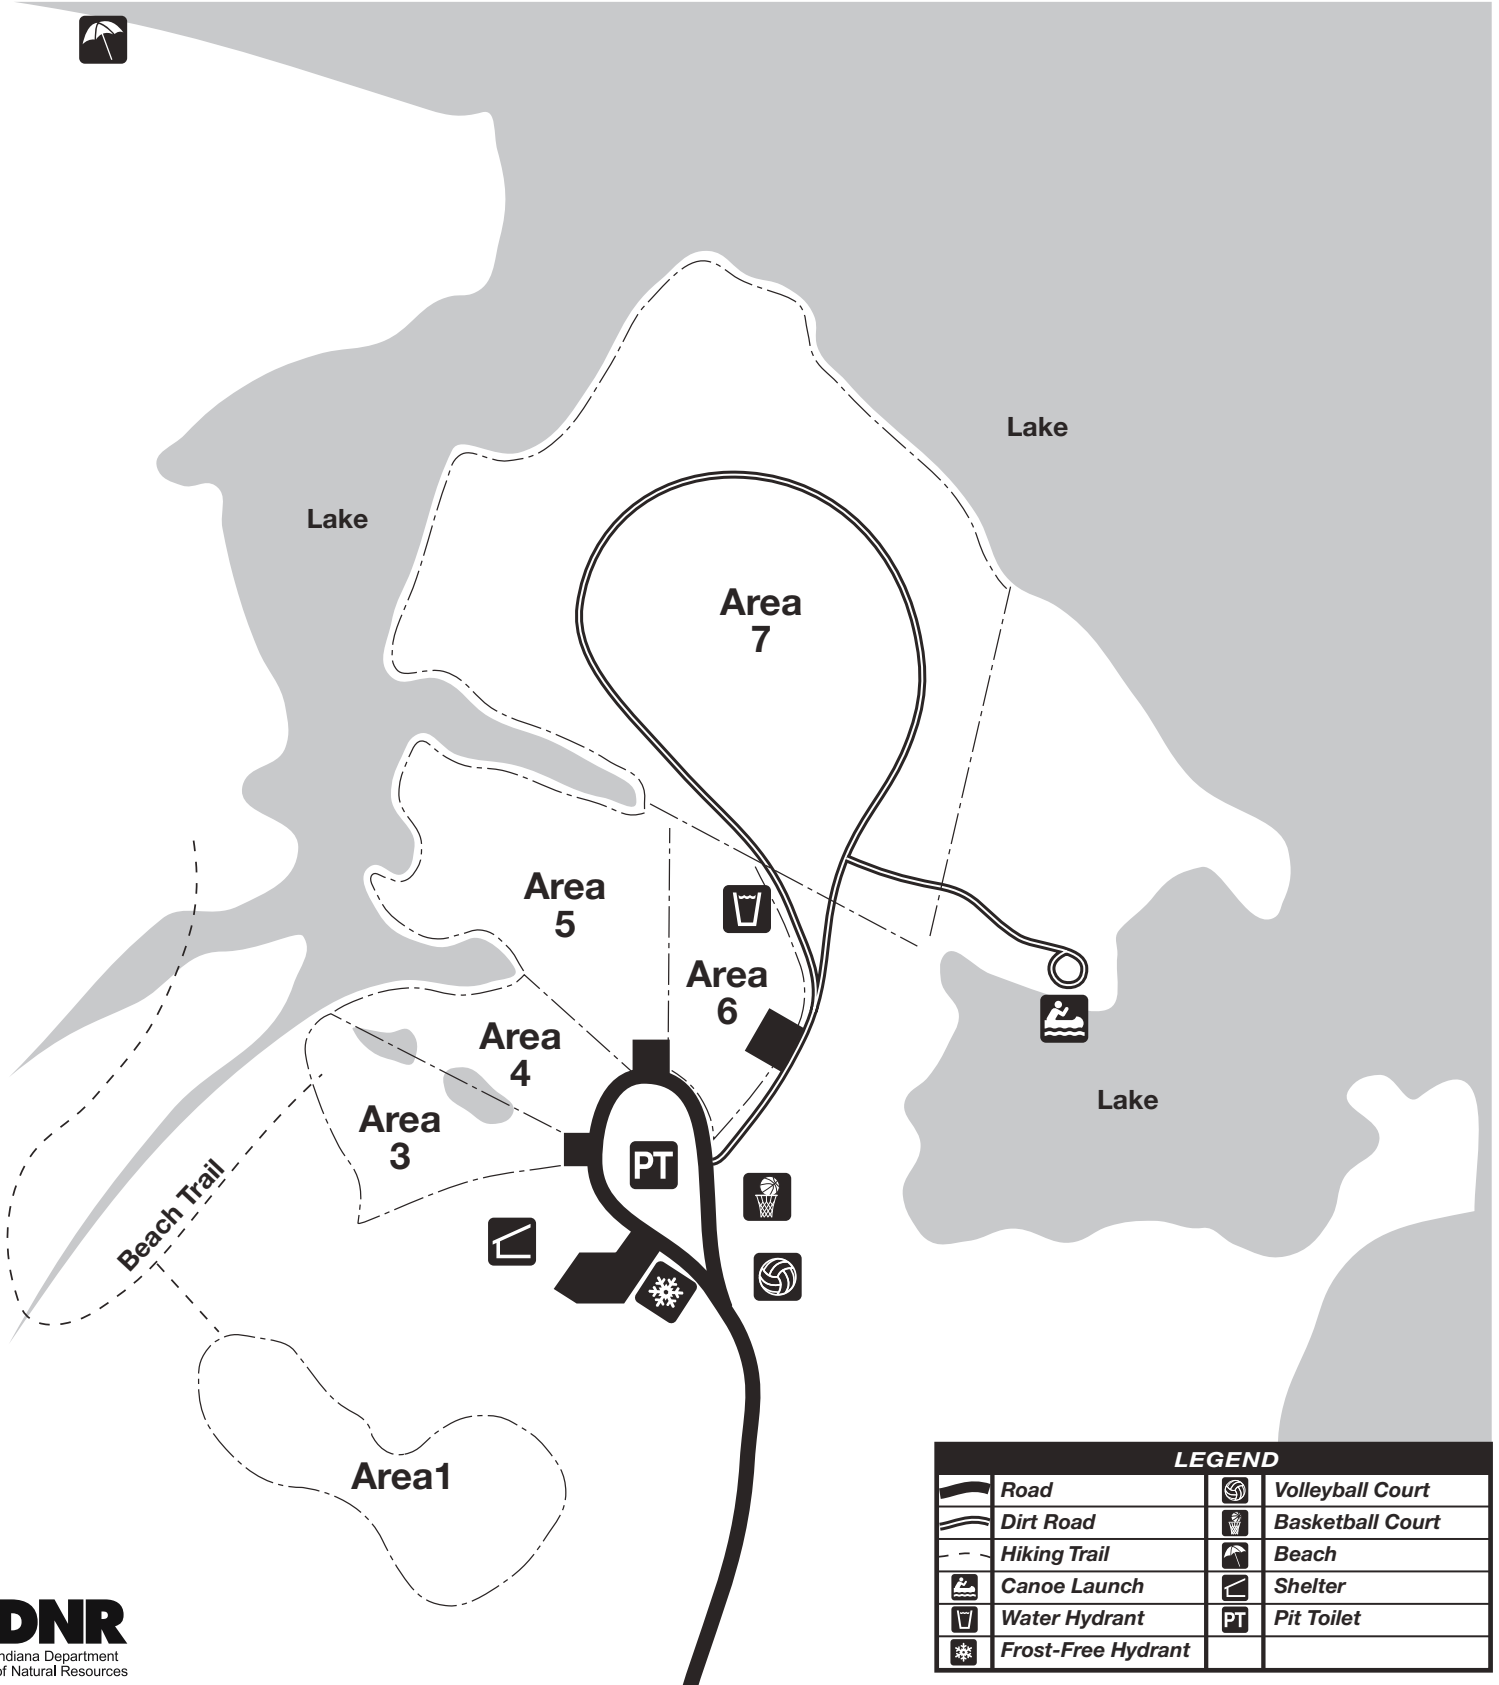 Lake
Lake
Area
7
Area
5
Area
6
Area
4
Area
3
PT
Beach Trail
Lake
Area1
LEGEND
Road
Volleyball Court
Dirt Road
Basketball Court
Hiking Trail
Beach
Canoe Launch
Shelter
Water Hydrant
PT Pit Toilet
Frost-Free Hydrant
DNR
ndiana Department
of Natural Resources